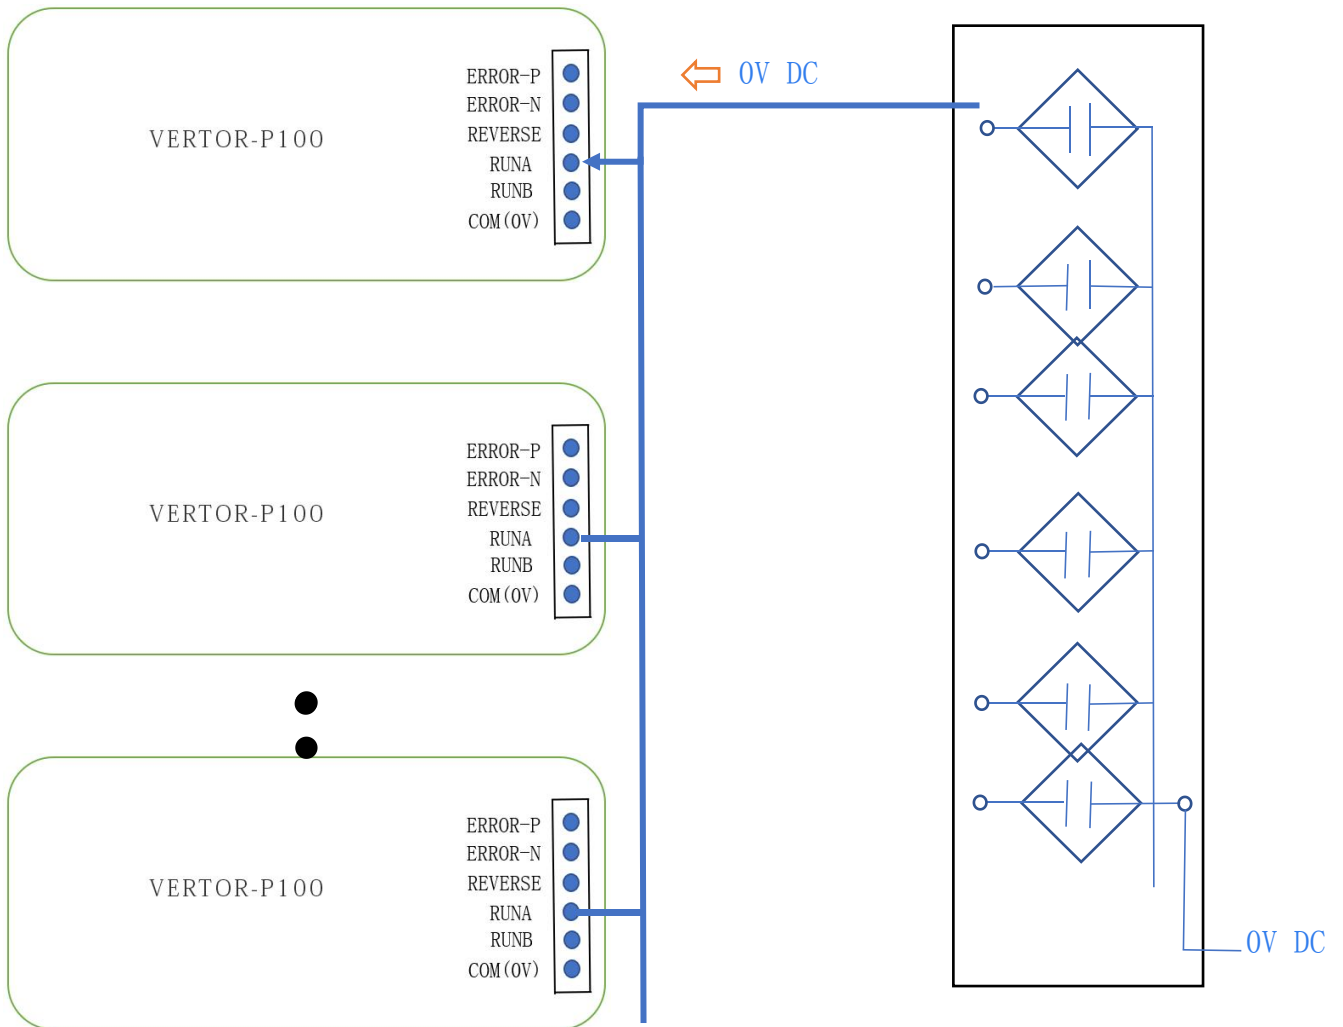 0V DC
VERTOR-P100
ERROR-P
ERROR-N
REVERSE
RUNA
RUNB
COM(0V)
VERTOR-P100
ERROR-P
ERROR-N
REVERSE
RUNA
RUNB
COM(0V)
VERTOR-P100
ERROR-P
ERROR-N
REVERSE
RUNA
RUNB
COM(0V)
0V DC